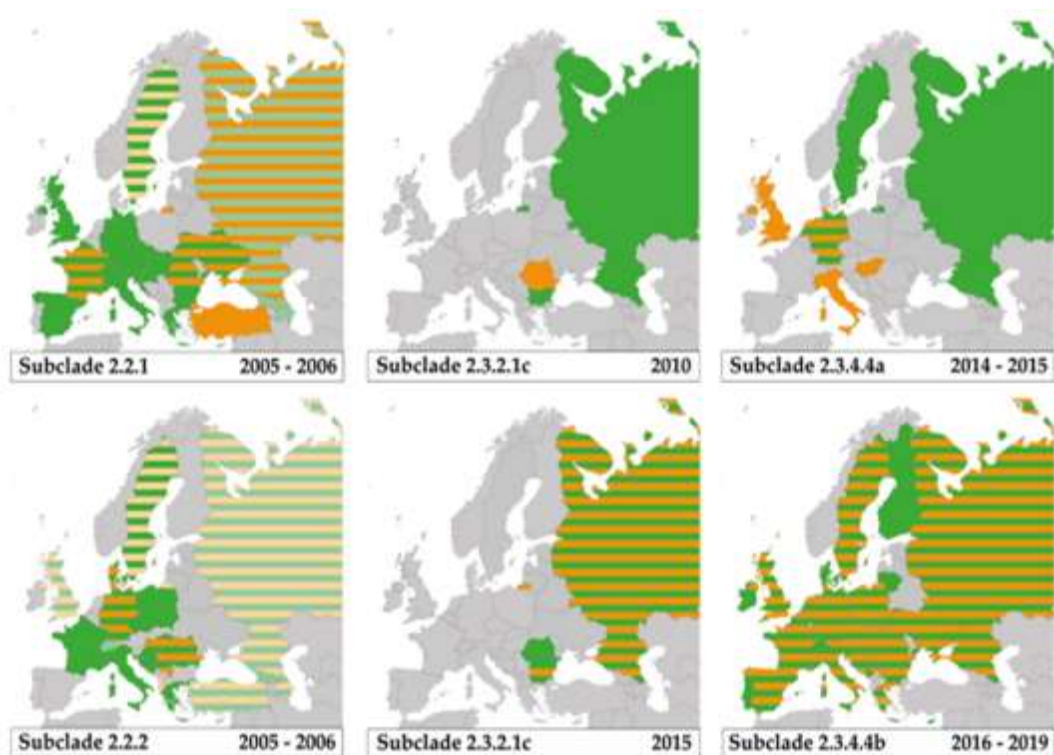 Subclade 2.2.1 2005 - 2006
Subclade 2.3.2.1c 2010
Subclade 2.3.4.4a 2014 - 2015
Subclade 2.2.2 2005 - 2006
Subclade 2.3.2.1c 2015
Subclade 2.3.4.4b 2016 - 2019